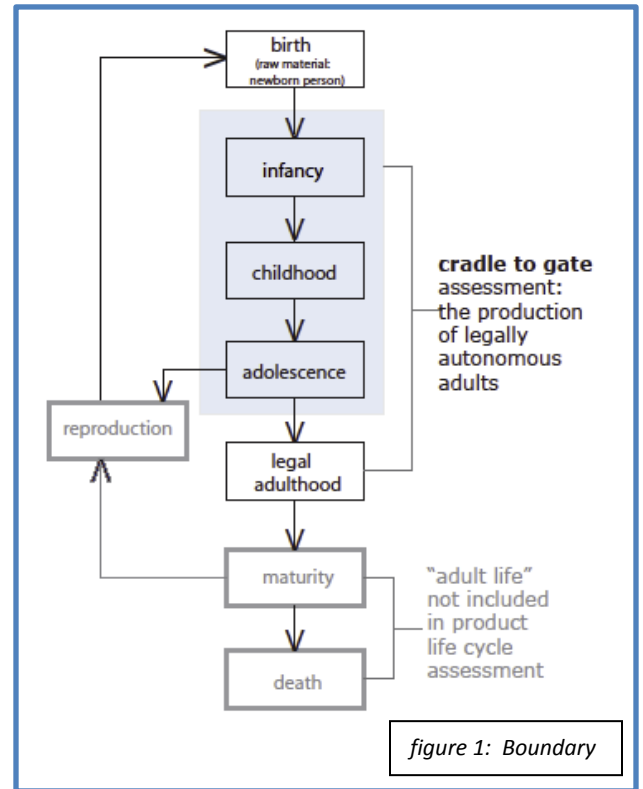 birth
(raw material:
newborn person)
infancy
childhood
adolescence
reproduction
legal
adulthood
maturity
death
cradle to gate
assessment:
the production
of legally
autonomous
adults
"adult life"
not included
in product
life cycle
assessment
figure 1: Boundary